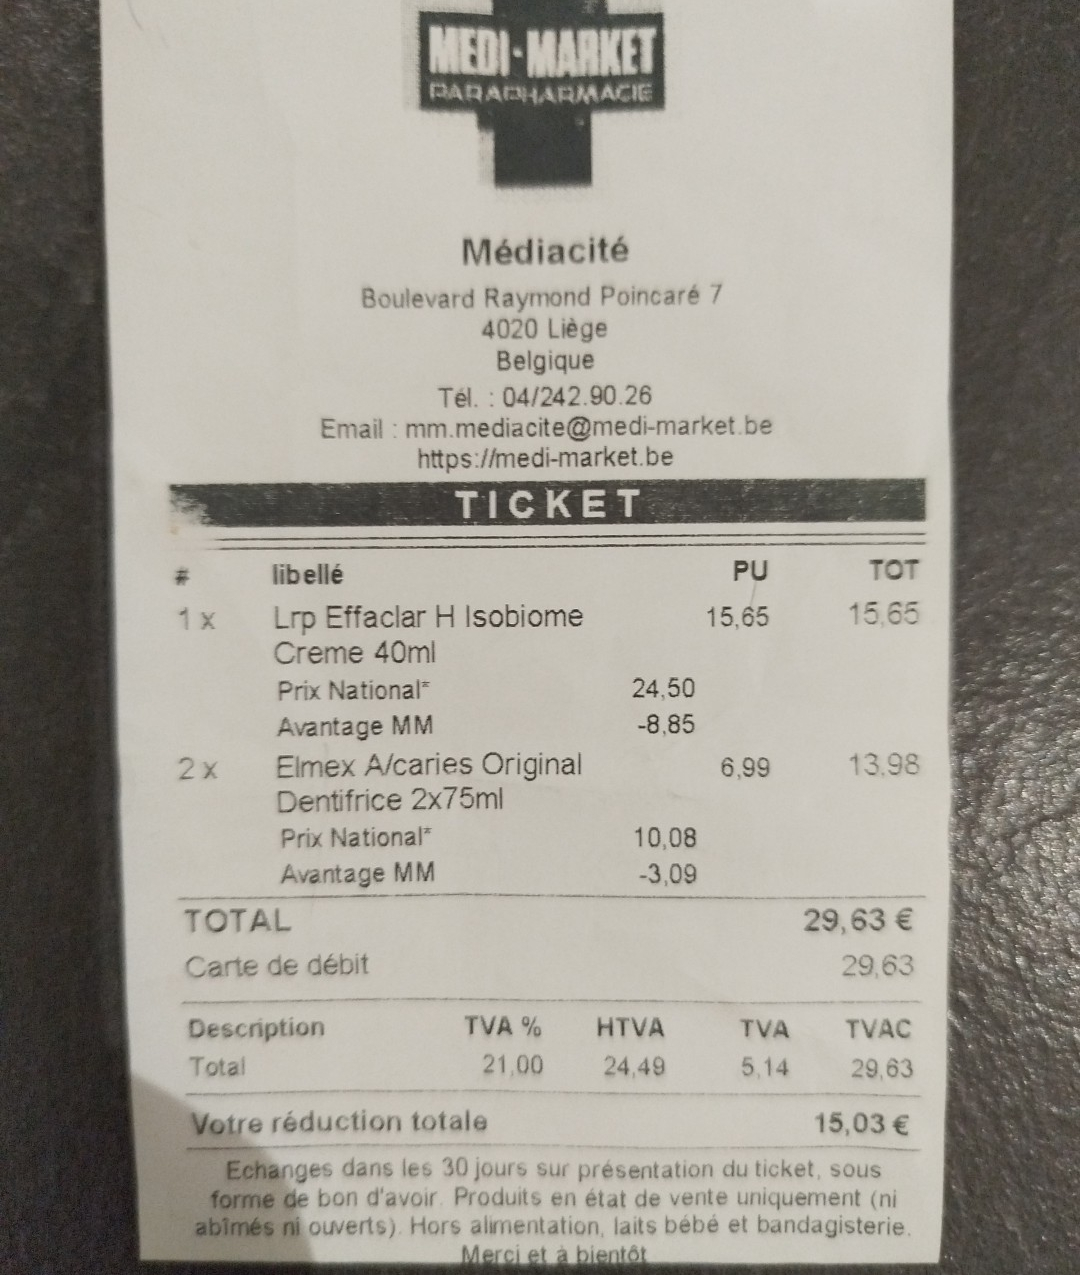 MEDI-MARKET
PARAPHARMACIE
Médiacité
Boulevard Raymond Poincaré 7
4020 Liège
Belgique
Tél. : 04/242.90.26
Email : mm.mediacite@medi-market.be
https://medi-market.be
TICKET
# libellé PU TOT
1 x Lrp Effaclar H Isobiome 15,65 15,65
Creme 40ml
Prix National* 24,50
Avantage MM -8,85
2 x Elmex A/caries Original 6,99 13,98
Dentifrice 2x75ml
Prix National* 10,08
Avantage MM -3,09
TOTAL 29,63 €
Carte de débit 29,63
Description TVA % HTVA TVA TVAC
Total 21,00 24,49 5,14 29,63
Votre réduction totale 15,03 €
Echanges dans les 30 jours sur présentation du ticket, sous
forme de bon d'avoir. Produits en état de vente uniquement (ni
abîmés ni ouverts). Hors alimentation, laits bébé et bandagisterie.
Merci et à bientôt